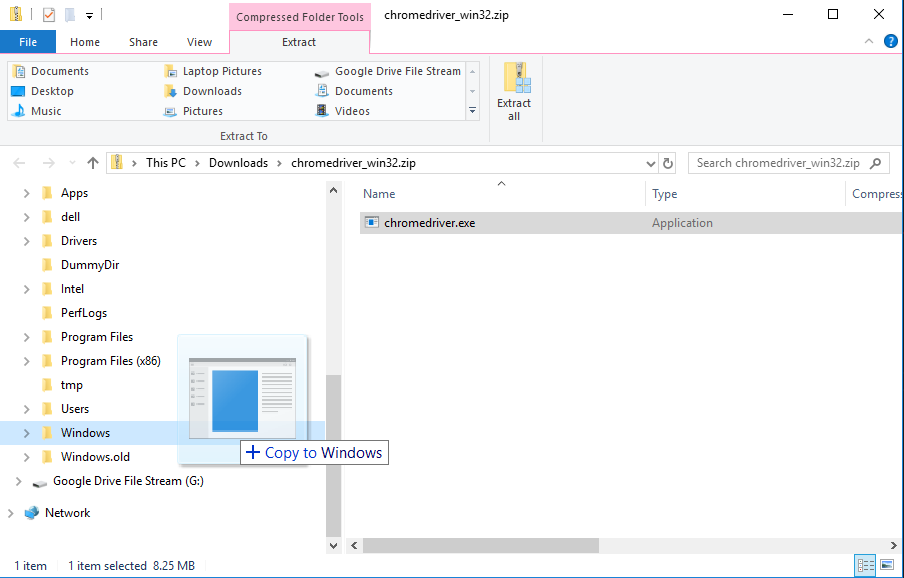 Compressed Folder Tools
chromedriver_win32.zip
File Home Share View Extract
Documents Laptop Pictures Google Drive File Stream
Desktop Downloads Documents
Music Pictures Videos
Extract all
Extract To
This PC > Downloads > chromedriver_win32.zip
Search chromedriver_win32.zip
Name Type Compress
Apps
chromedriver.exe Application
dell
Drivers
DummyDir
Intel
PerfLogs
Program Files
Program Files (x86)
tmp
Users
Windows
+ Copy to Windows
Windows.old
Google Drive File Stream (G:)
Network
1 item 1 item selected 8.25 MB